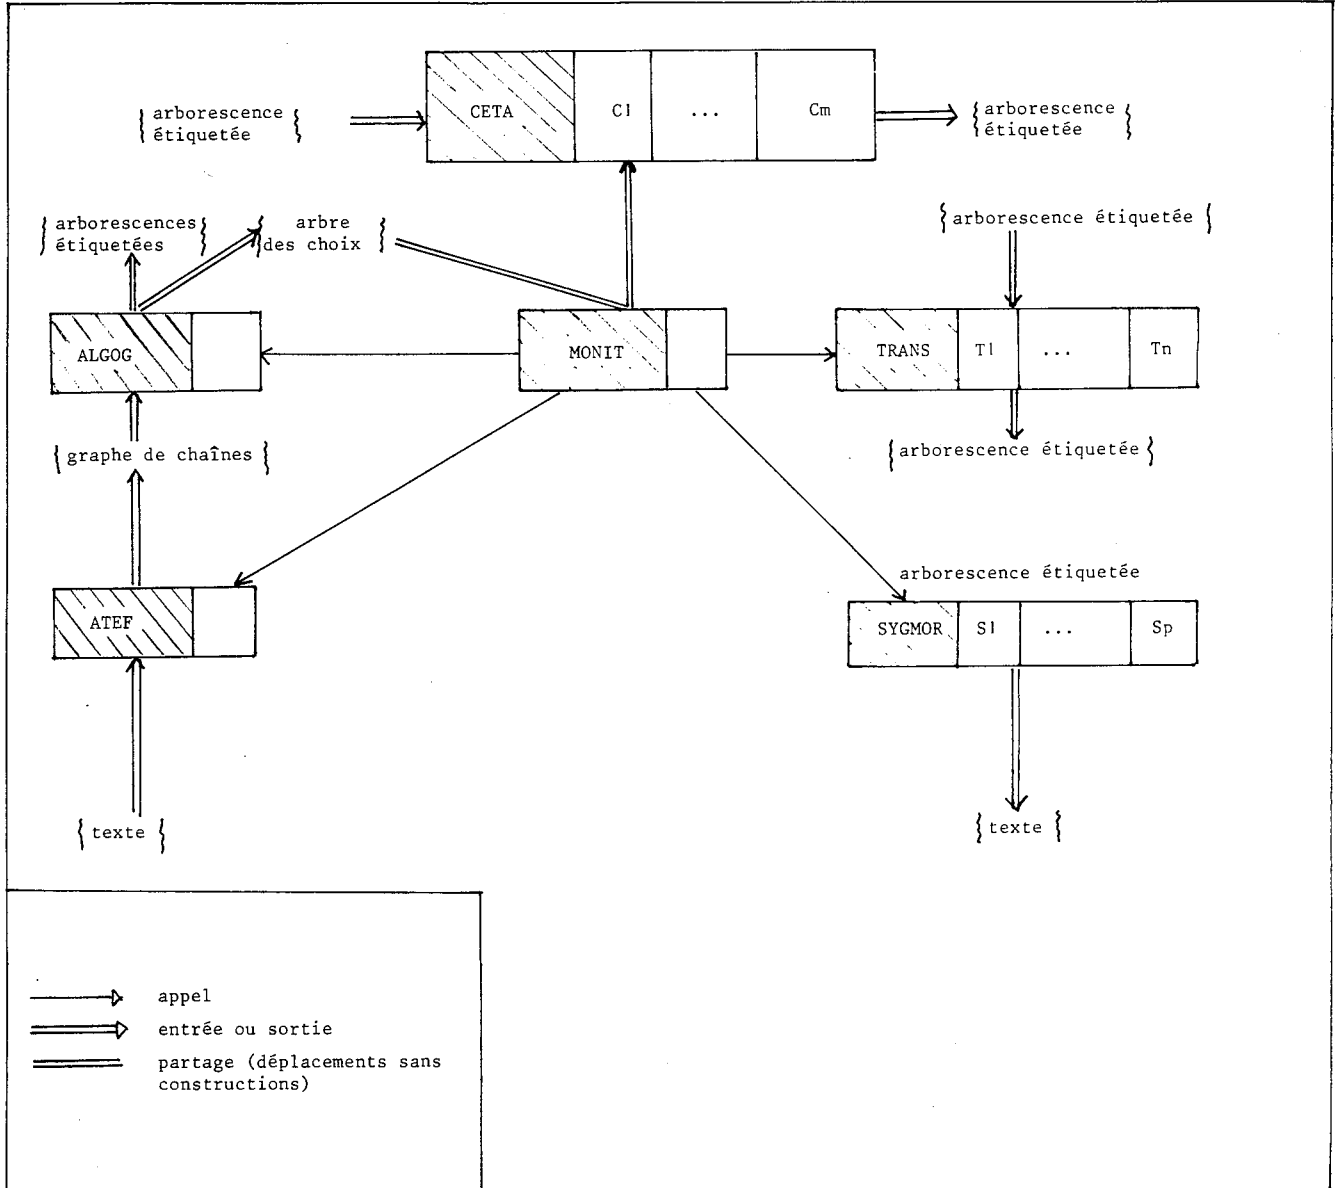 CETA
C1
...
Cm
arborescence
étiquetée
arborescence
étiquetée
arborescences
étiquetées
arbre
des choix
arborescence étiquetée
ALGOG
MONIT
TRANS
T1
...
Tn
graphe de chaînes
arborescence étiquetée
arborescence étiquetée
ATEF
SYGMOR
S1
...
Sp
texte
texte
appel
entrée ou sortie
partage (déplacements sans
constructions)